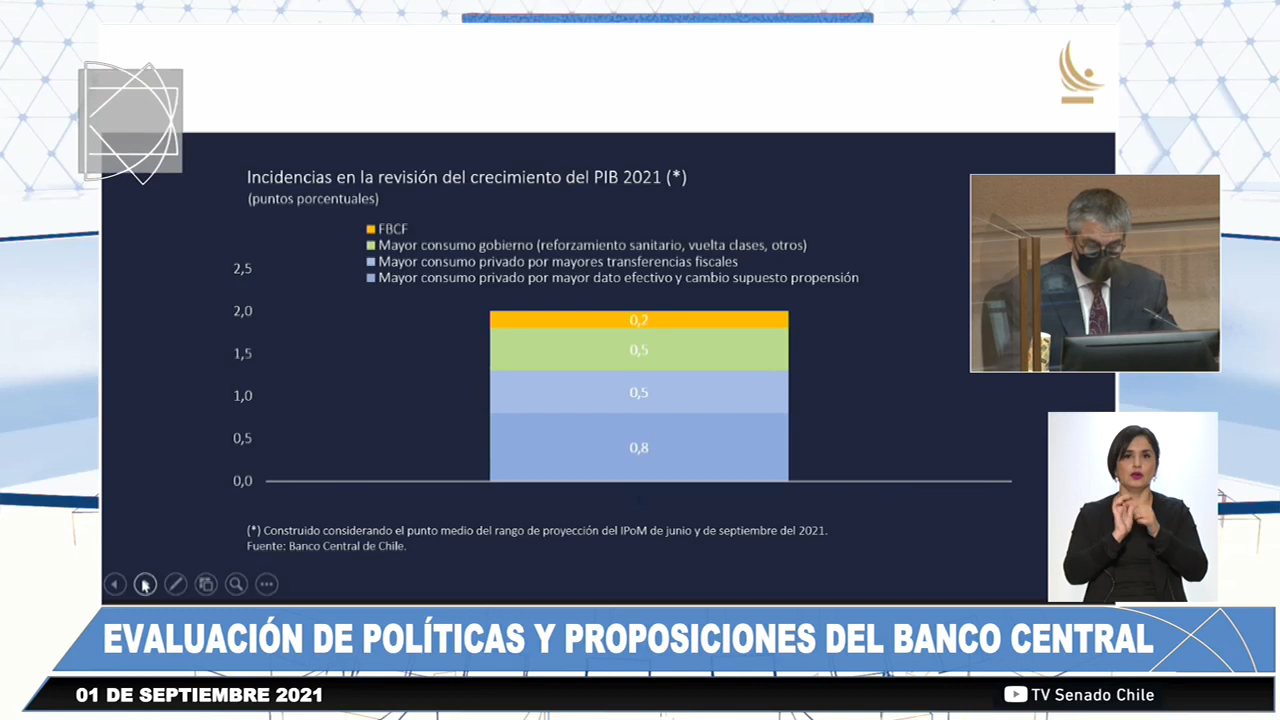 Incidencias en la revisión del crecimiento del PIB 2021 (*)
(puntos porcentuales)
FBCF
Mayor consumo gobierno (reforzamiento sanitario, vuelta clases, otros)
Mayor consumo privado por mayores transferencias fiscales
Mayor consumo privado por mayor dato efectivo y cambio supuesto propensión
2,5
2,0
1,5
1,0
0,5
0,0
0,2
0,5
0,5
0,8
(*) Construido considerando el punto medio del rango de proyección del IPoM de junio y de septiembre del 2021.
Fuente: Banco Central de Chile.
EVALUACIÓN DE POLÍTICAS Y PROPOSICIONES DEL BANCO CENTRAL
01 DE SEPTIEMBRE 2021
TV Senado Chile